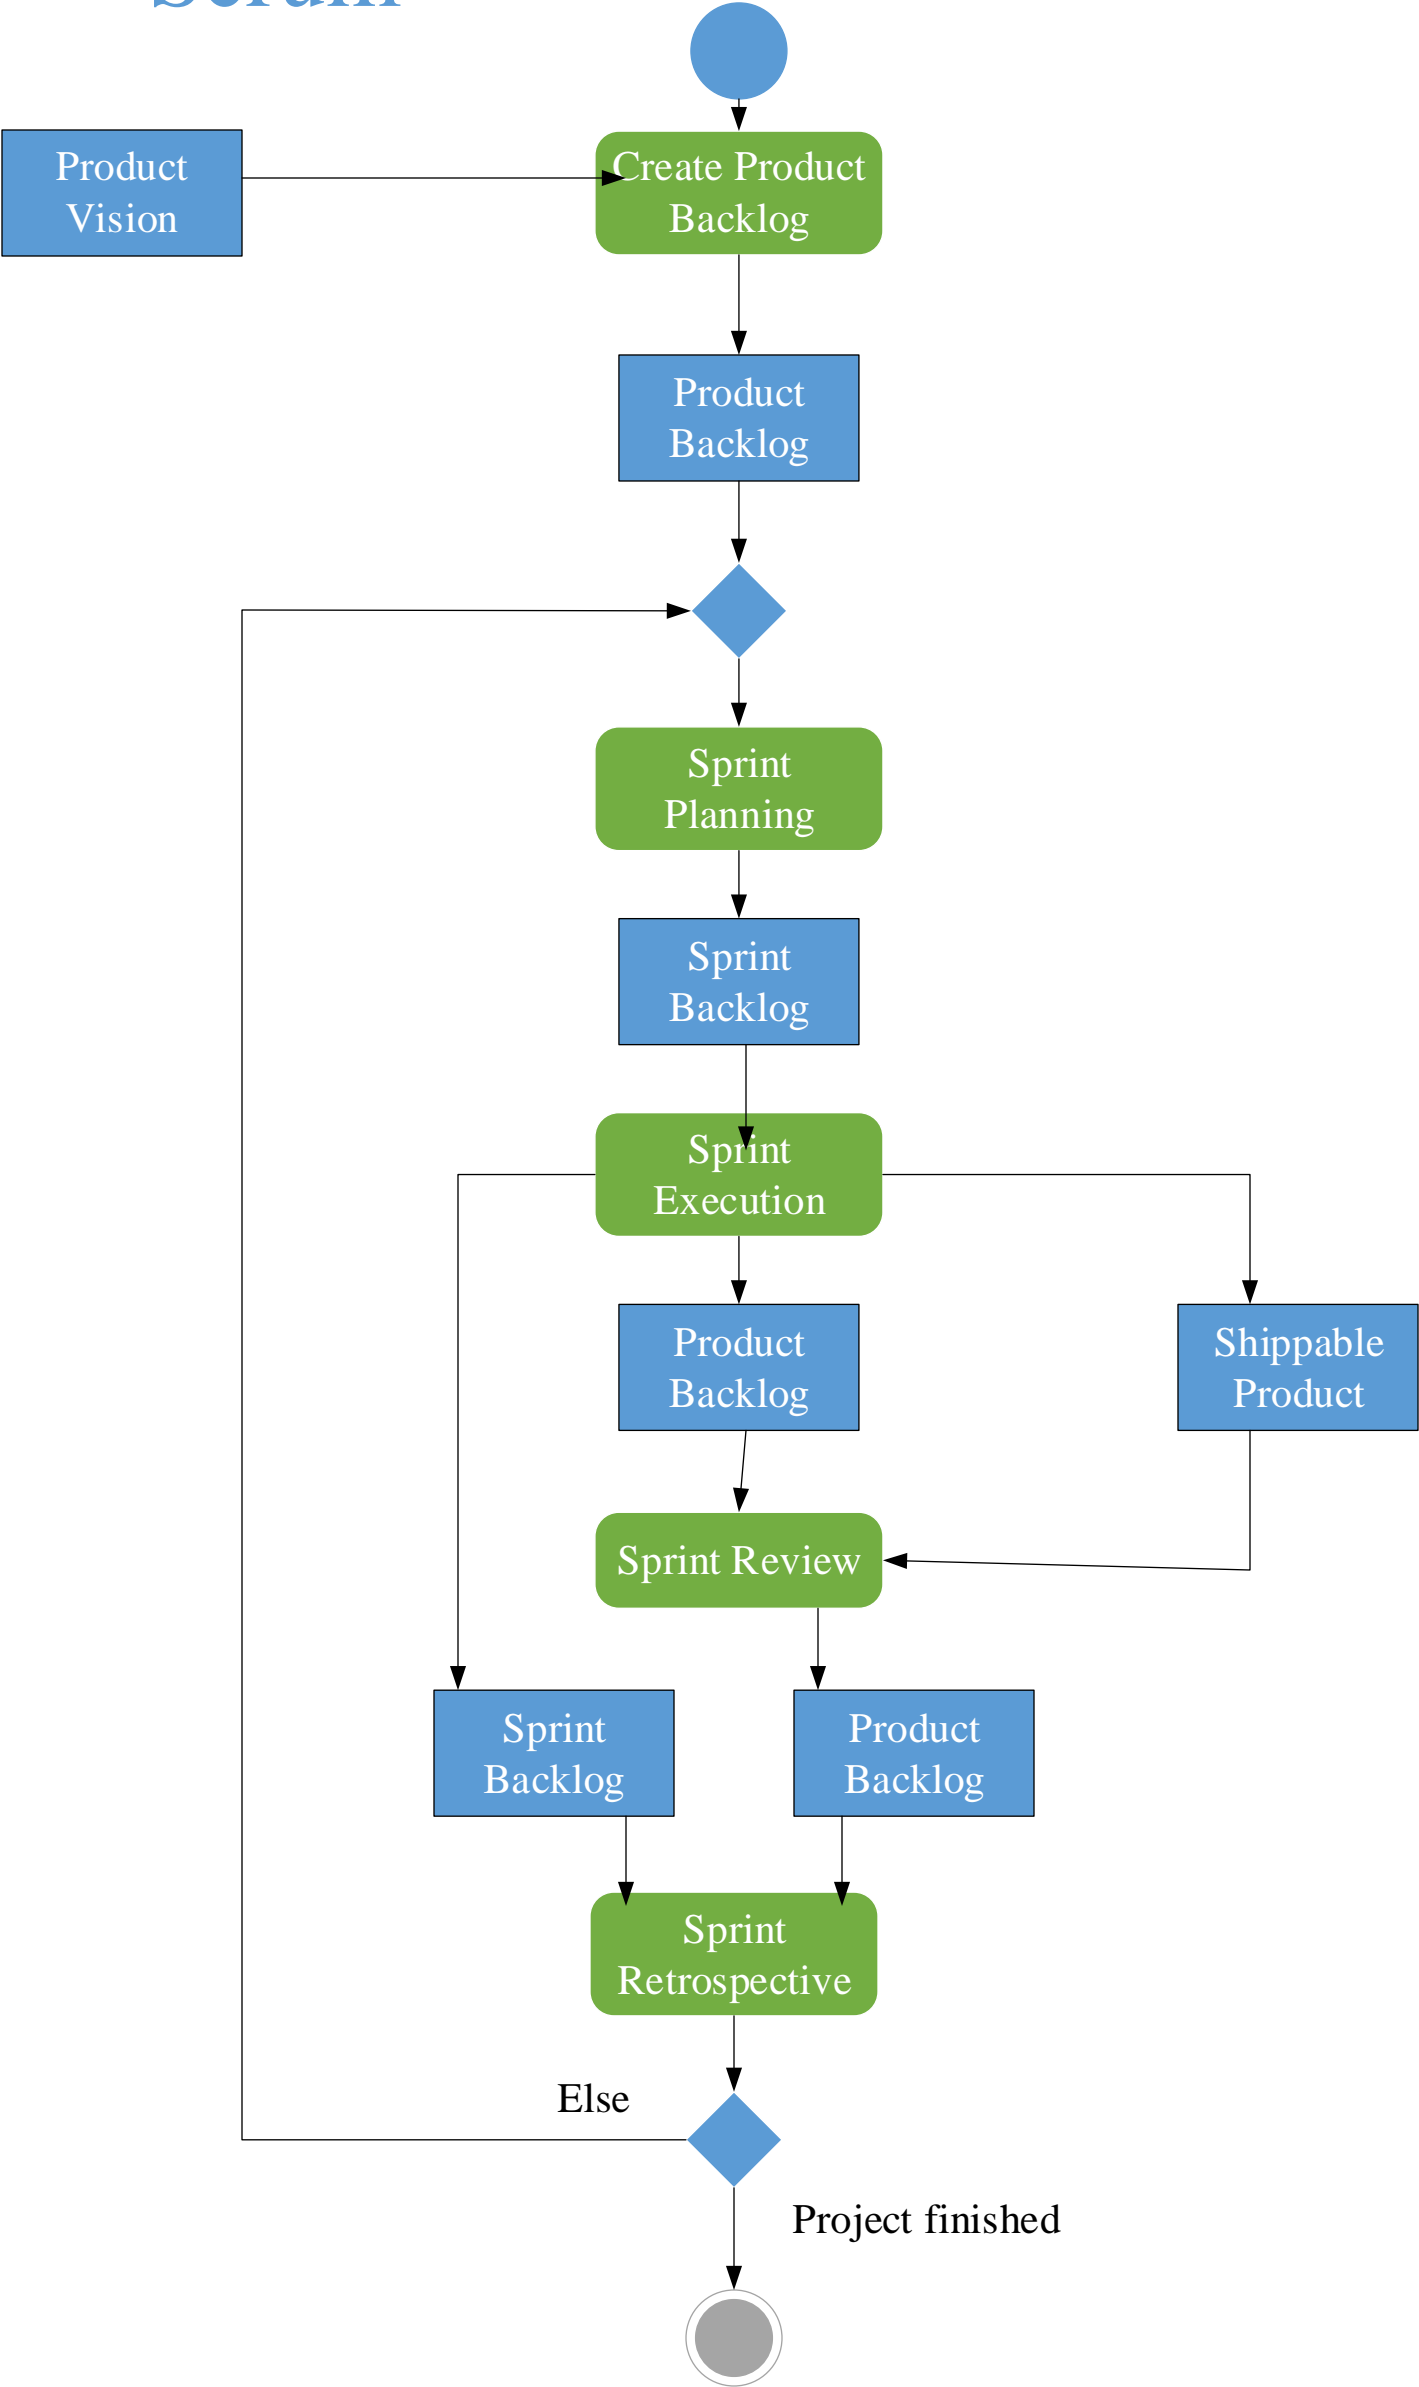 Scrum
Product
Vision
Create Product
Backlog
Product
Backlog
Sprint
Planning
Sprint
Backlog
Sprint
Execution
Product
Backlog
Shippable
Product
Sprint Review
Sprint
Backlog
Product
Backlog
Sprint
Retrospective
Else
Project finished